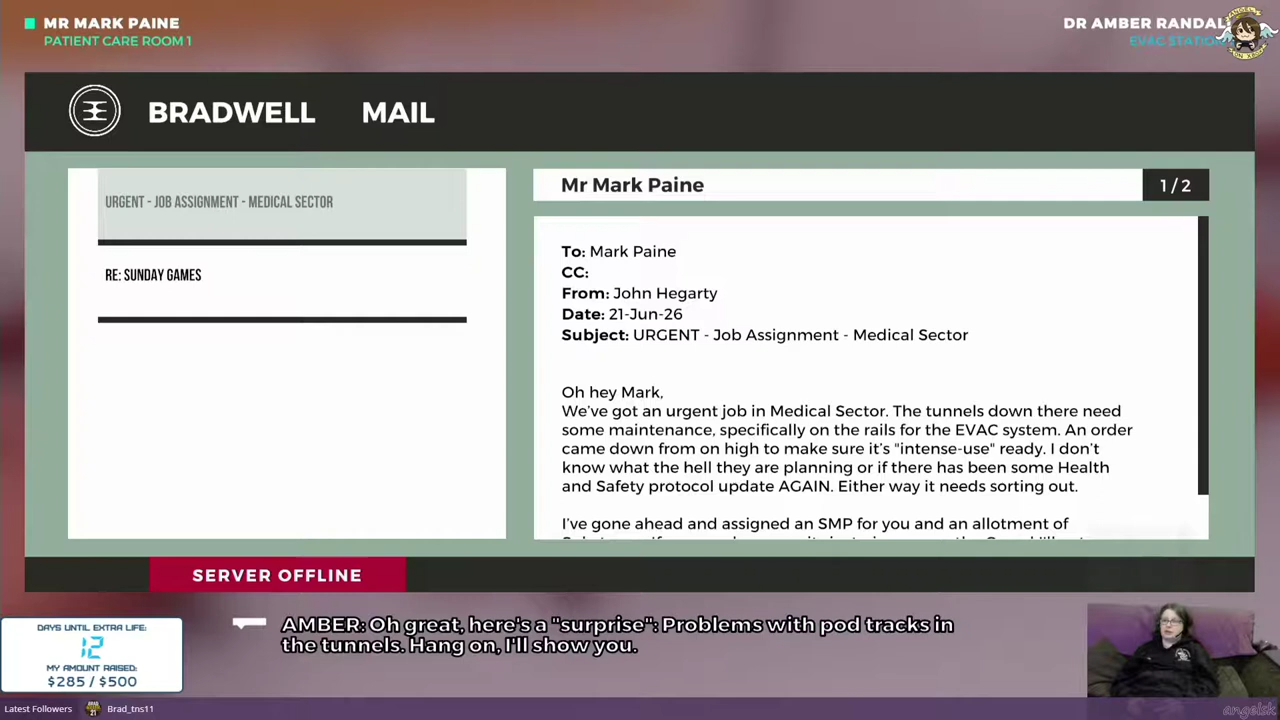 MR MARK PAINE
PATIENT CARE ROOM 1
DR AMBER RANDAL
EVAC STATION
BRADWELL MAIL
URGENT - JOB ASSIGNMENT - MEDICAL SECTOR
RE: SUNDAY GAMES
Mr Mark Paine
1 / 2
To: Mark Paine
CC:
From: John Hegarty
Date: 21-Jun-26
Subject: URGENT - Job Assignment - Medical Sector
Oh hey Mark,
We've got an urgent job in Medical Sector. The tunnels down there need
some maintenance, specifically on the rails for the EVAC system. An order
came down from on high to make sure it's "intense-use" ready. I don't
know what the hell they are planning or if there has been some Health
and Safety protocol update AGAIN. Either way it needs sorting out.
I've gone ahead and assigned an SMP for you and an allotment of
SERVER OFFLINE
AMBER: Oh great, here's a "surprise": Problems with pod tracks in
the tunnels. Hang on, I'll show you.
DAYS UNTIL EXTRA LIFE:
12
MY AMOUNT RAISED:
$285 / $500
Latest Followers
Brad_tns11
angelsk